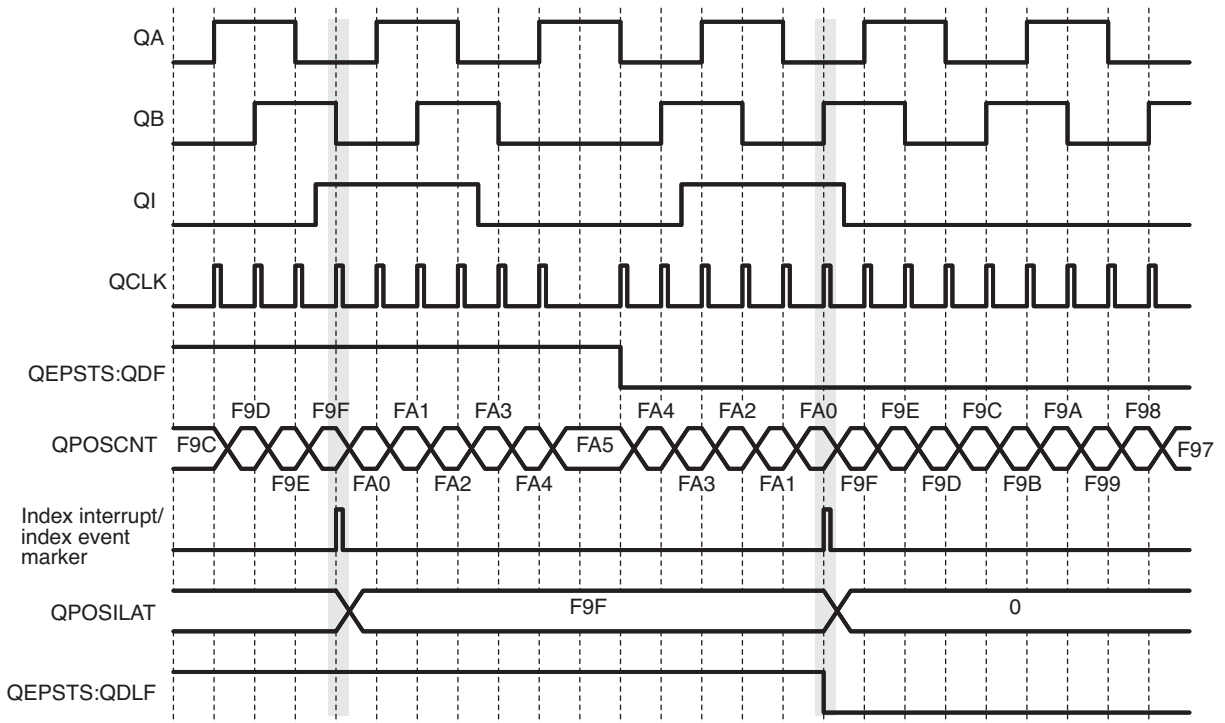 QA
QB
QI
QCLK
QEPSTS:QDF
F9D F9F FA1 FA3 FA4 FA2 FA0 F9E F9C F9A F98
QPOSCNT F9C FA5 F97
F9E FA0 FA2 FA4 FA3 FA1 F9F F9D F9B F99
Index interrupt/
index event
marker
QPOSILAT F9F 0
QEPSTS:QDLF